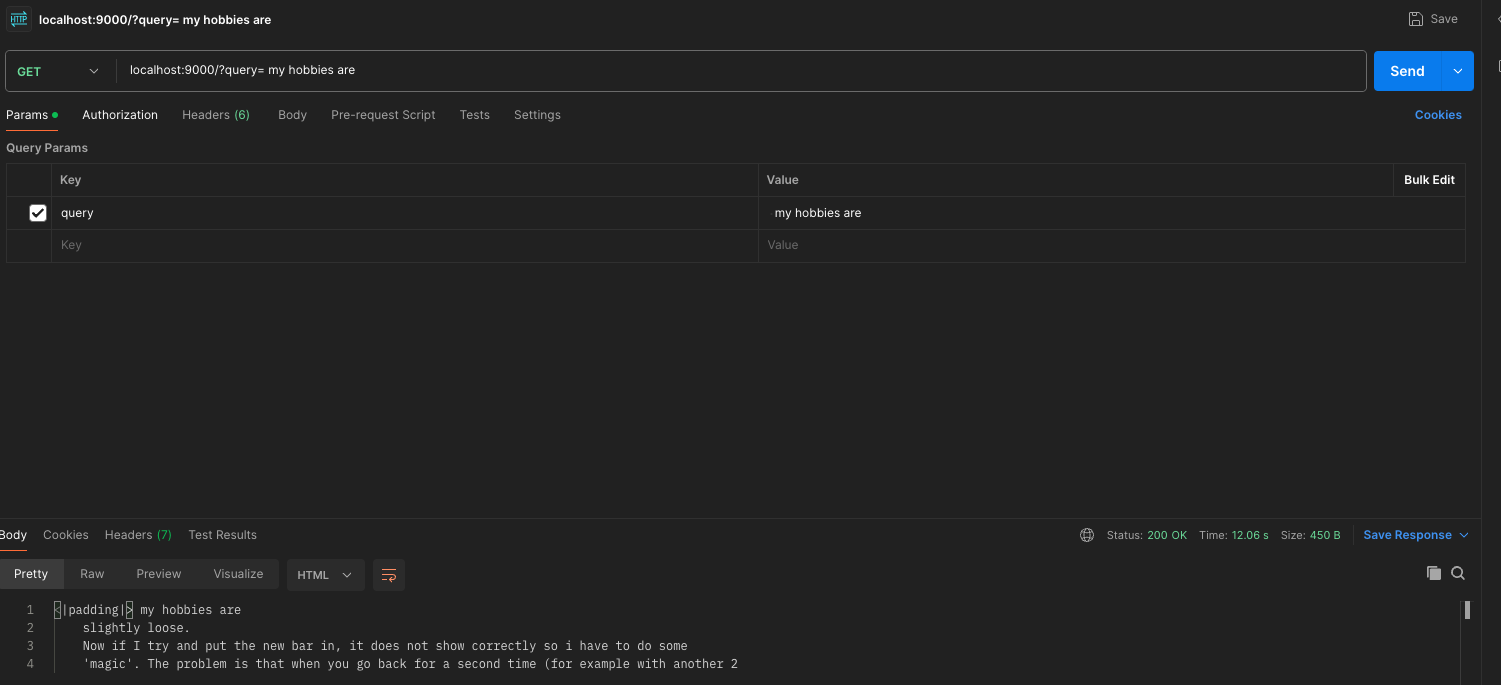 HTTP localhost:9000/?query= my hobbies are Save
GET localhost:9000/?query= my hobbies are Send
Params Authorization Headers (6) Body Pre-request Script Tests Settings Cookies
Query Params
Key Value Bulk Edit
query my hobbies are
Key Value
Body Cookies Headers (7) Test Results Status: 200 OK Time: 12.06 s Size: 450 B Save Response
Pretty Raw Preview Visualize HTML
1 <|padding|> my hobbies are
2 slightly loose.
3 Now if I try and put the new bar in, it does not show correctly so i have to do some
4 'magic'. The problem is that when you go back for a second time (for example with another 2